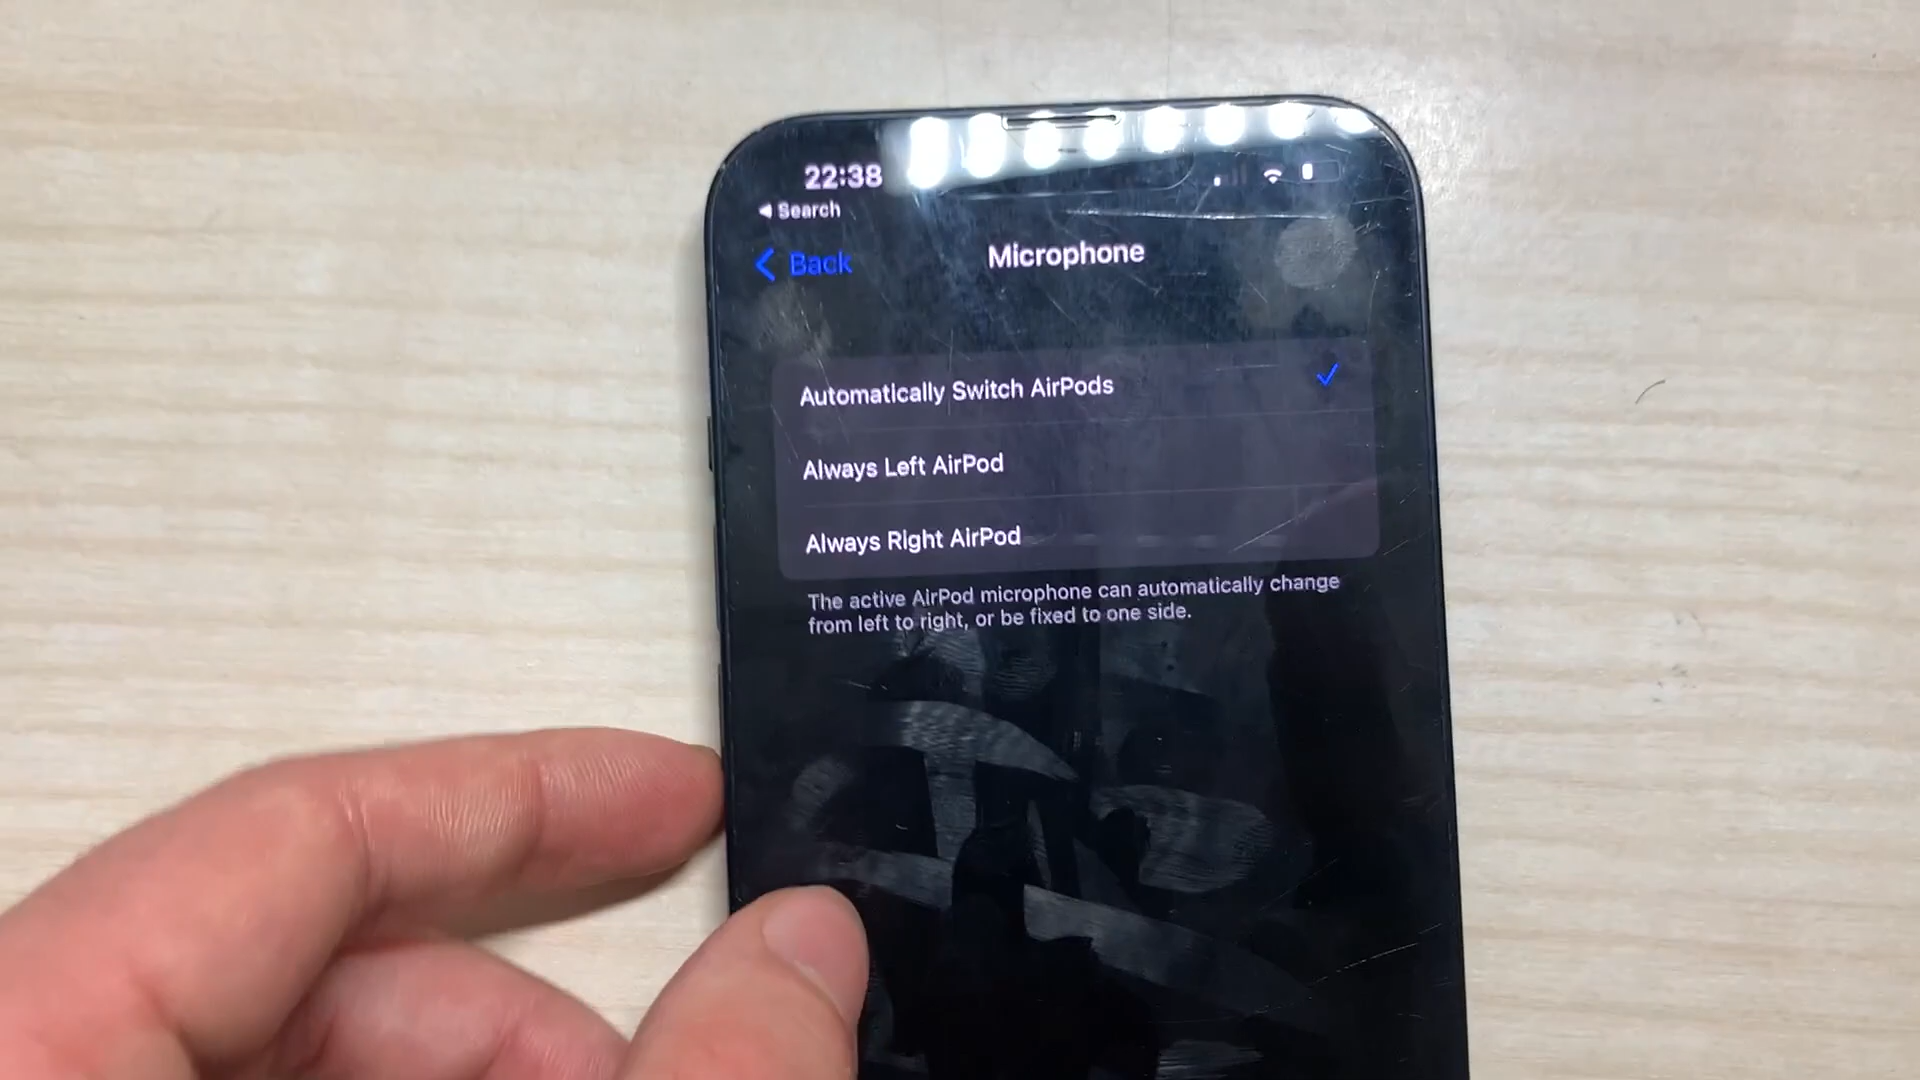 22:38
◀ Search
Back
Microphone
Automatically Switch AirPods
Always Left AirPod
Always Right AirPod
The active AirPod microphone can automatically change
from left to right, or be fixed to one side.